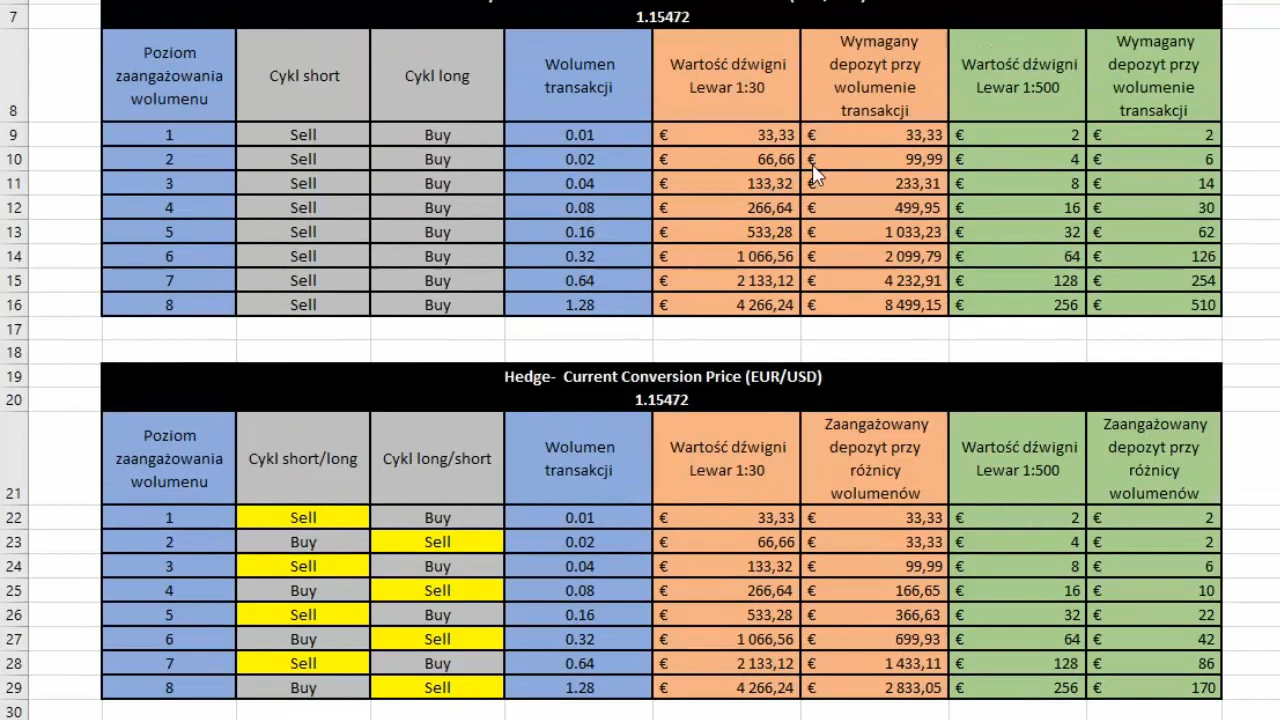 7 1.15472
8 Poziom zaangażowania wolumenu Cykl short Cykl long Wolumen transakcji Wartość dźwigni Lewar 1:30 Wymagany depozyt przy wolumenie transakcji Wartość dźwigni Lewar 1:500 Wymagany depozyt przy wolumenie transakcji
9 1 Sell Buy 0.01 € 33,33 € 33,33 € 2 € 2
10 2 Sell Buy 0.02 € 66,66 € 99,99 € 4 € 6
11 3 Sell Buy 0.04 € 133,32 € 233,31 € 8 € 14
12 4 Sell Buy 0.08 € 266,64 € 499,95 € 16 € 30
13 5 Sell Buy 0.16 € 533,28 € 1 033,23 € 32 € 62
14 6 Sell Buy 0.32 € 1 066,56 € 2 099,79 € 64 € 126
15 7 Sell Buy 0.64 € 2 133,12 € 4 232,91 € 128 € 254
16 8 Sell Buy 1.28 € 4 266,24 € 8 499,15 € 256 € 510
17
18
19 Hedge- Current Conversion Price (EUR/USD)
20 1.15472
21 Poziom zaangażowania wolumenu Cykl short/long Cykl long/short Wolumen transakcji Wartość dźwigni Lewar 1:30 Zaangażowany depozyt przy różnicy wolumenów Wartość dźwigni Lewar 1:500 Zaangażowany depozyt przy różnicy wolumenów
22 1 Sell Buy 0.01 € 33,33 € 33,33 € 2 € 2
23 2 Buy Sell 0.02 € 66,66 € 33,33 € 4 € 2
24 3 Sell Buy 0.04 € 133,32 € 99,99 € 8 € 6
25 4 Buy Sell 0.08 € 266,64 € 166,65 € 16 € 10
26 5 Sell Buy 0.16 € 533,28 € 366,63 € 32 € 22
27 6 Buy Sell 0.32 € 1 066,56 € 699,93 € 64 € 42
28 7 Sell Buy 0.64 € 2 133,12 € 1 433,11 € 128 € 86
29 8 Buy Sell 1.28 € 4 266,24 € 2 833,05 € 256 € 170
30